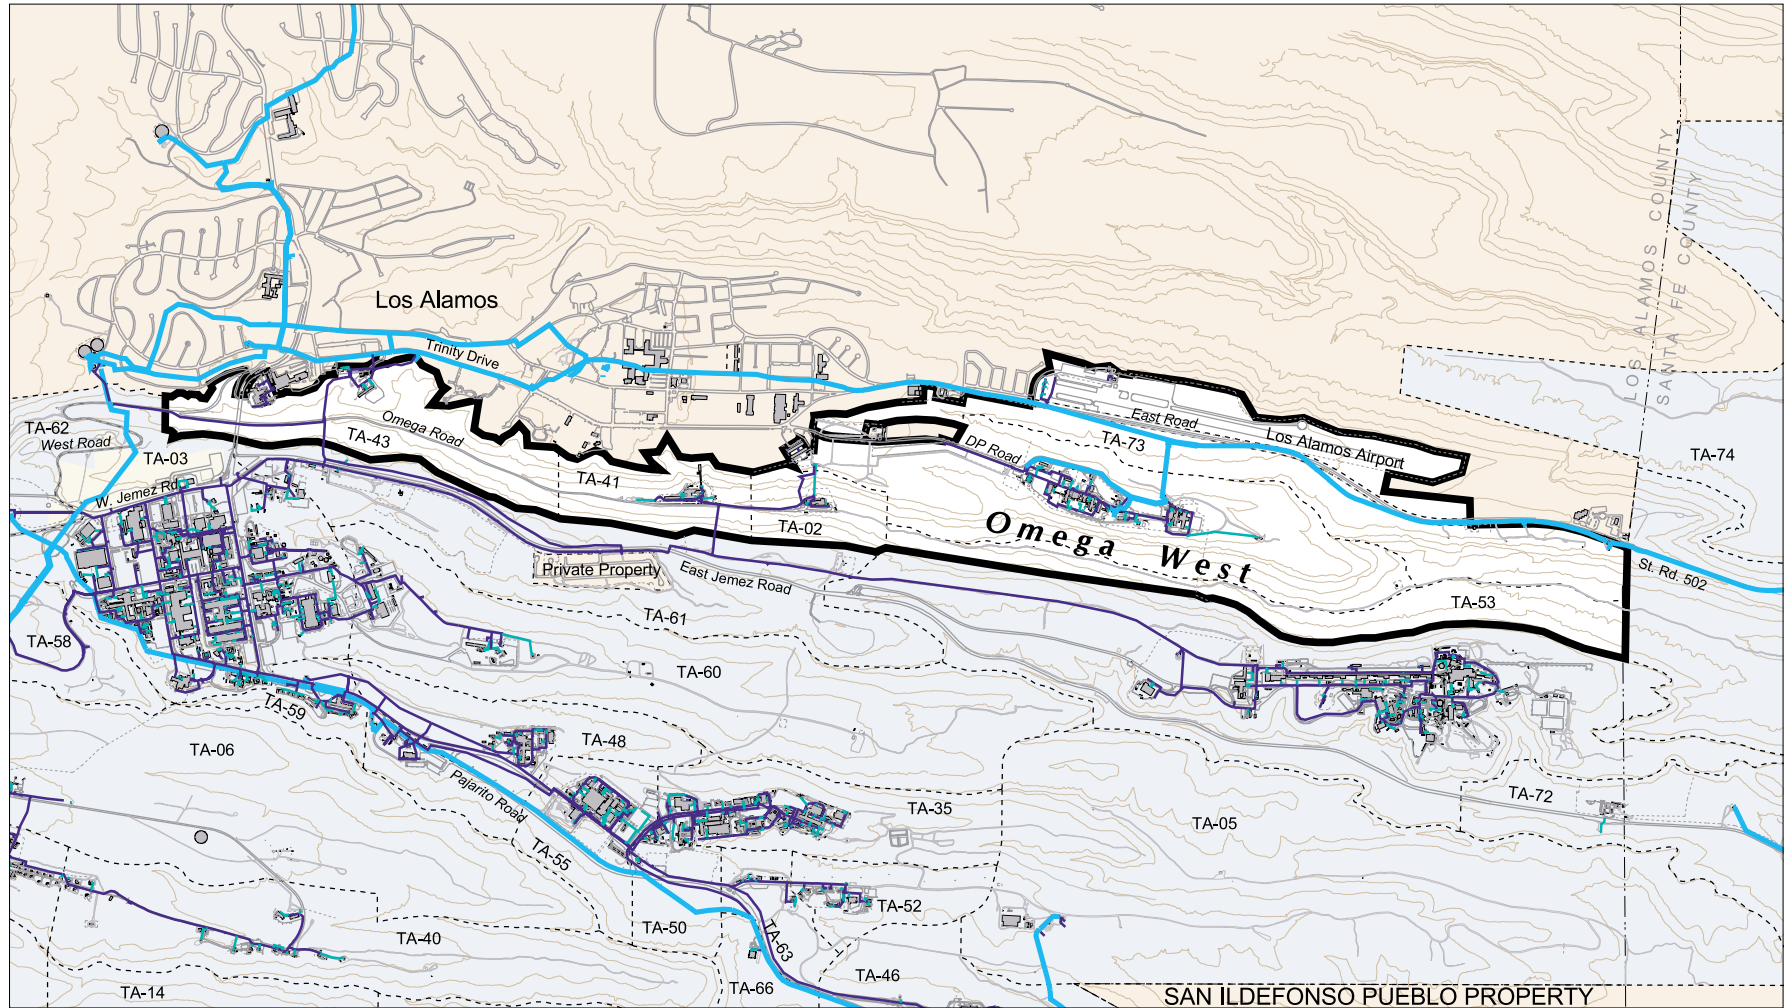 LOS ALAMOS COUNTY
SANTA FE COUNTY
Los Alamos
Trinity Drive
East Road
Los Alamos Airport
TA-62
West Road
TA-03
TA-43
Omega Road
TA-41
DP Road
TA-73
TA-74
W. Jemez Rd.
TA-02
Omega West
Private Property
East Jemez Road
St. Rd. 502
TA-53
TA-58
TA-61
TA-60
TA-59
TA-06
TA-48
Pajarito Road
TA-72
TA-35
TA-05
TA-55
TA-52
TA-50
TA-63
TA-40
TA-46
TA-66
TA-14
SAN ILDEFONSO PUEBLO PROPERTY